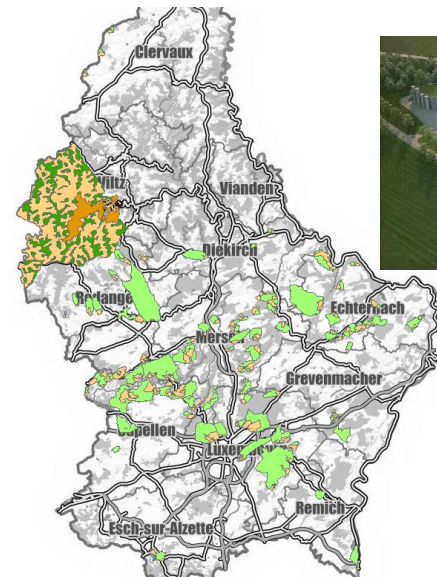 Clervaux
Wiltz
Vianden
Diekirch
Redange
Echternach
Mersch
Grevenmacher
Capellen
Luxembourg
Remich
Esch-sur-Alzette